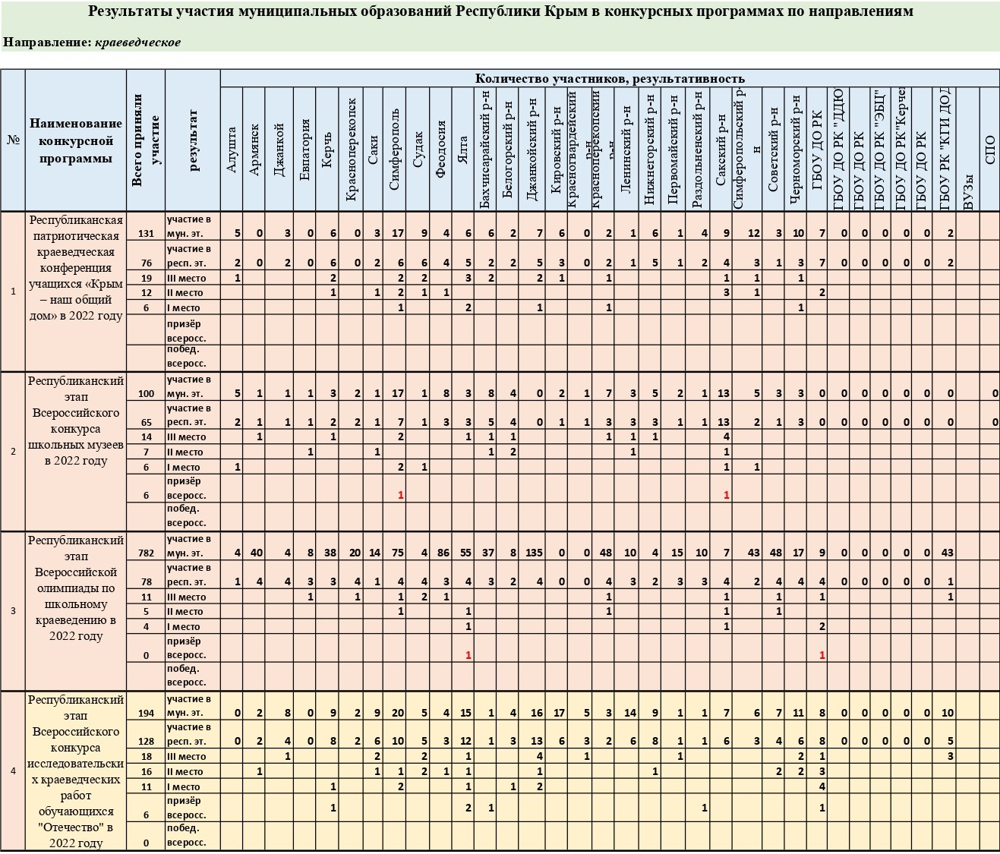 Результаты участия муниципальных образований Республики Крым в конкурсных программах по направлениям
Направление: краеведческое
№ Наименование конкурсной программы Всего приняли участие результат Количество участников, результативность
Алушта Армянск Джанкой Евпатория Керчь Красноперекопск Саки Симферополь Судак Феодосия Ялта Бахчисарайский р-н Белогорский р-н Джанкойский р-н Кировский р-н Красногвардейский р-н Красноперекопский р-н Ленинский р-н Нижнегорский р-н Первомайский р-н Раздольненский р-н Сакский р-н Симферопольский р-н Советский р-н Черноморский р-н ГБОУ ДО РК ГБОУ ДО РК "ДДЮТ ГБОУ ДО РК ГБОУ ДО РК "ЭБЦ" ГБОУ ДО РК"Керчен ГБОУ ДО РК ГБОУ РК "КГИ ДОД ВУЗы СПО
1
Республиканская
патриотическая
краеведческая
конференция
учащихся «Крым
– наш общий
дом» в 2022 году
131 участие в мун. эт. 5 0 3 0 6 0 3 17 9 4 6 6 2 7 6 0 2 1 6 1 4 9 12 3 10 7 0 0 0 0 0 2
76 участие в респ. эт. 2 0 2 0 6 0 2 6 6 4 5 2 2 5 3 0 2 1 5 1 2 4 3 1 3 7 0 0 0 0 0 2
19 III место 1 2 2 2 3 2 2 1 1 1 1 1
12 II место 1 1 2 1 1 3 1 2
6 I место 1 2 1 1 1
призёр всеросс.
побед. всеросс.
2
Республиканский
этап
Всероссийского
конкурса
школьных музеев
в 2022 году
100 участие в мун. эт. 5 1 1 1 3 2 1 17 1 8 3 8 4 0 2 1 7 3 5 2 1 13 5 3 3 0 0 0 0 0 0 0 0
65 участие в респ. эт. 2 1 1 1 2 2 1 7 1 3 3 5 4 0 1 1 3 3 3 1 1 13 2 1 3 0 0 0 0 0 0 0 0
14 III место 1 1 2 1 1 1 1 1 1 4
7 II место 1 1 1 2 1 1
6 I место 1 2 1 1 1
6 призёр всеросс. 1 1
побед. всеросс.
3
Республиканский
этап
Всероссийской
олимпиады по
школьному
краеведению в
2022 году
782 участие в мун. эт. 4 40 4 8 38 20 14 75 4 86 55 37 8 135 0 0 48 10 4 15 10 7 43 48 17 9 0 0 0 0 0 43
78 участие в респ. эт. 1 4 4 3 3 4 1 4 4 3 4 3 2 4 0 0 4 3 2 3 3 4 2 4 4 4 0 0 0 0 0 1
11 III место 1 1 1 2 1 1 1 1 1 1
5 II место 1 1 1 1 1
4 I место 1 1 2
0 призёр всеросс. 1 1
побед. всеросс.
4
Республиканский
этап
Всероссийского
конкурса
исследовательски
х краеведческих
работ
обучающихся
"Отечество" в
2022 году
194 участие в мун. эт. 0 2 8 0 9 2 9 20 5 4 15 1 4 16 17 5 3 14 9 1 1 7 6 7 11 8 0 0 0 0 0 10
128 участие в респ. эт. 0 2 4 0 8 2 6 10 5 3 12 1 3 13 6 3 2 6 8 1 1 6 3 4 6 8 0 0 0 0 0 5
18 III место 1 2 2 1 4 1 1 2 1 3
16 II место 1 1 1 2 1 1 1 1 2 2 3
11 I место 1 2 1 1 2 4
6 призёр всеросс. 1 2 1 1 1
0 побед. всеросс.